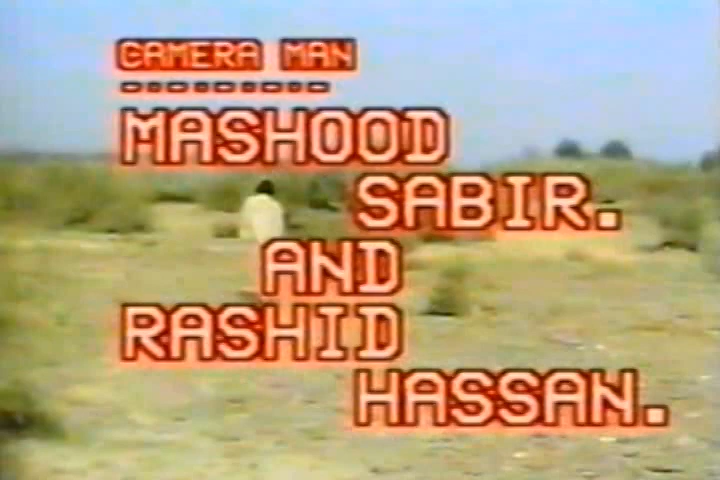 CAMERA MAN
---------
MASHOOD
SABIR.
AND
RASHID
HASSAN.